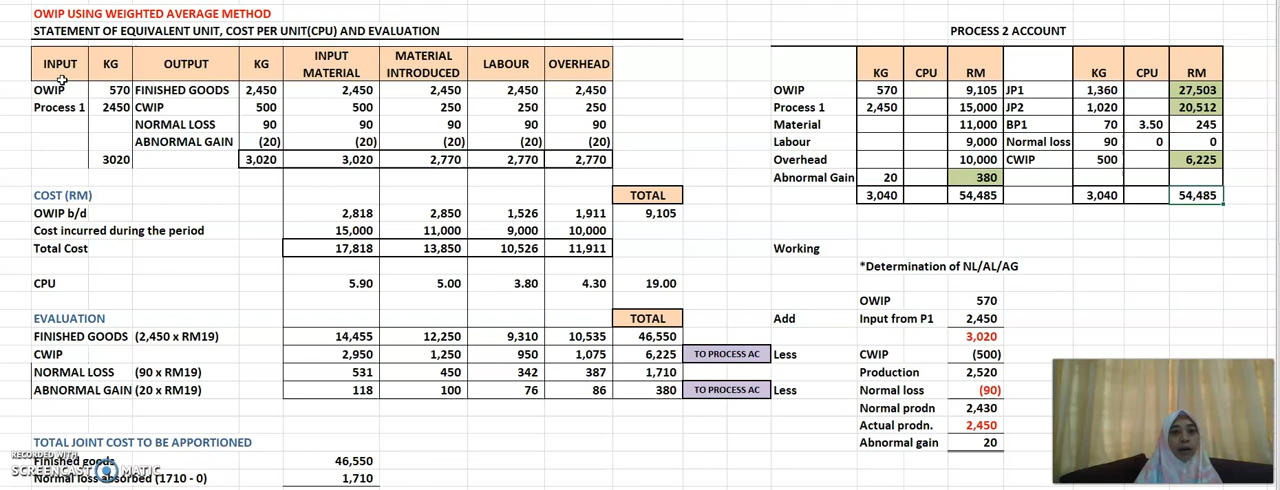 OWIP USING WEIGHTED AVERAGE METHOD
STATEMENT OF EQUIVALENT UNIT, COST PER UNIT(CPU) AND EVALUATION
INPUT KG OUTPUT KG INPUT MATERIAL MATERIAL INTRODUCED LABOUR OVERHEAD
OWIP 570 FINISHED GOODS 2,450 2,450 2,450 2,450 2,450
Process 1 2450 CWIP 500 500 250 250 250
NORMAL LOSS 90 90 90 90 90
ABNORMAL GAIN (20) (20) (20) (20) (20)
3020 3,020 3,020 2,770 2,770 2,770
COST (RM) TOTAL
OWIP b/d 2,818 2,850 1,526 1,911 9,105
Cost incurred during the period 15,000 11,000 9,000 10,000
Total Cost 17,818 13,850 10,526 11,911
CPU 5.90 5.00 3.80 4.30 19.00
EVALUATION TOTAL
FINISHED GOODS (2,450 x RM19) 14,455 12,250 9,310 10,535 46,550
CWIP 2,950 1,250 950 1,075 6,225 TO PROCESS AC
NORMAL LOSS (90 x RM19) 531 450 342 387 1,710
ABNORMAL GAIN (20 x RM19) 118 100 76 86 380 TO PROCESS AC
TOTAL JOINT COST TO BE APPORTIONED
Finished goods 46,550
Normal loss absorbed (1710 - 0) 1,710
PROCESS 2 ACCOUNT
KG CPU RM KG CPU RM
OWIP 570 9,105 JP1 1,360 27,503
Process 1 2,450 15,000 JP2 1,020 20,512
Material 11,000 BP1 70 3.50 245
Labour 9,000 Normal loss 90 0 0
Overhead 10,000 CWIP 500 6,225
Abnormal Gain 20 380
3,040 54,485 3,040 54,485
Working
*Determination of NL/AL/AG
OWIP 570
Add Input from P1 2,450
3,020
Less CWIP (500)
Production 2,520
Less Normal loss (90)
Normal prodn 2,430
Actual prodn. 2,450
Abnormal gain 20
RECORDED WITH
SCREENCAST MATIC